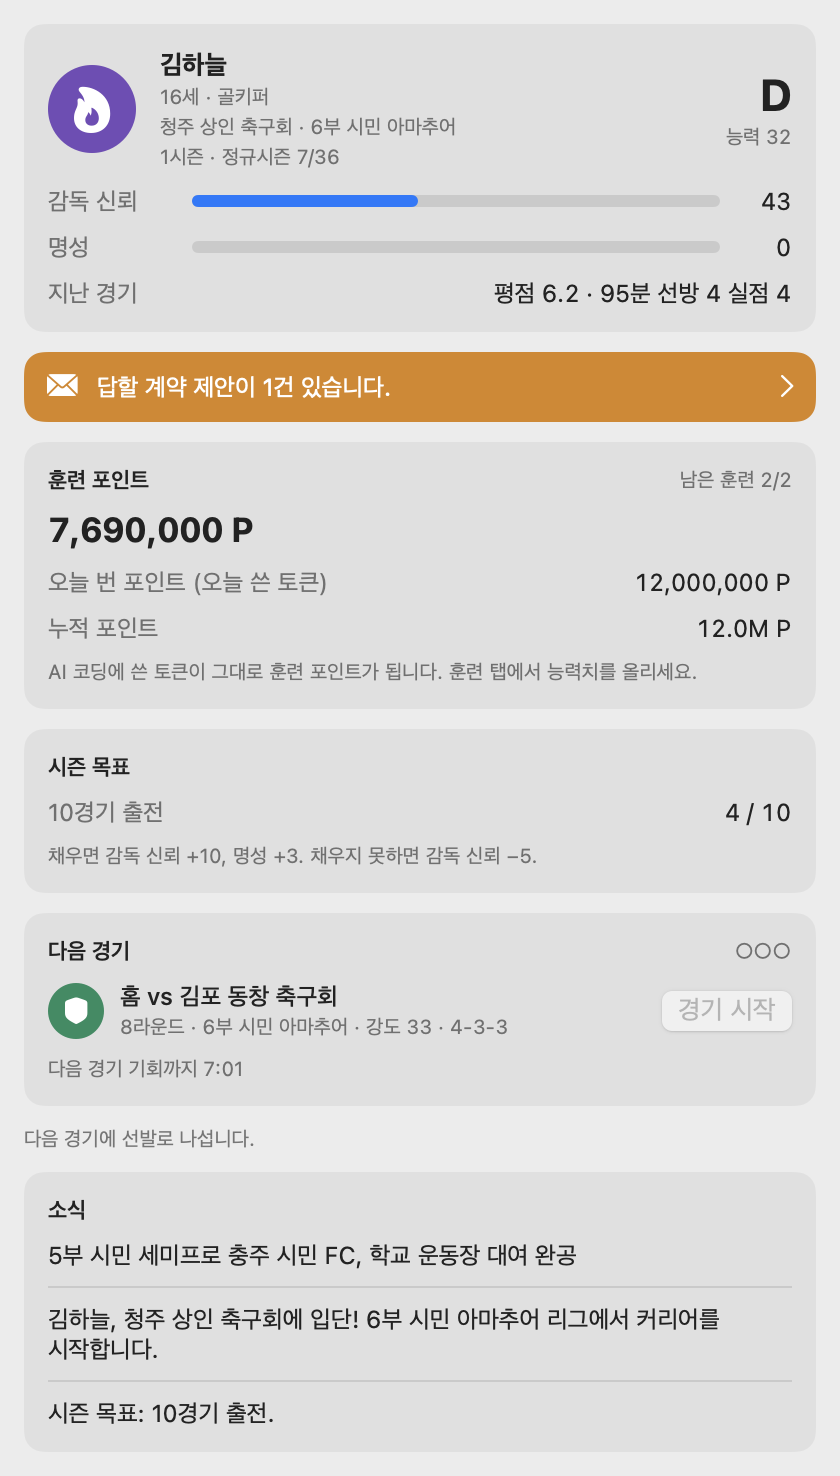 김하늘
16세 · 골키퍼
청주 상인 축구회 · 6부 시민 아마추어
1시즌 · 정규시즌 7/36
D
능력 32
감독 신뢰 43
명성 0
지난 경기 평점 6.2 · 95분 선방 4 실점 4
답할 계약 제안이 1건 있습니다.
훈련 포인트 남은 훈련 2/2
7,690,000 P
오늘 번 포인트 (오늘 쓴 토큰) 12,000,000 P
누적 포인트 12.0M P
AI 코딩에 쓴 토큰이 그대로 훈련 포인트가 됩니다. 훈련 탭에서 능력치를 올리세요.
시즌 목표
10경기 출전 4 / 10
채우면 감독 신뢰 +10, 명성 +3. 채우지 못하면 감독 신뢰 −5.
다음 경기
홈 vs 김포 동창 축구회
8라운드 · 6부 시민 아마추어 · 강도 33 · 4-3-3
경기 시작
다음 경기 기회까지 7:01
다음 경기에 선발로 나섭니다.
소식
5부 시민 세미프로 충주 시민 FC, 학교 운동장 대여 완공
김하늘, 청주 상인 축구회에 입단! 6부 시민 아마추어 리그에서 커리어를
시작합니다.
시즌 목표: 10경기 출전.